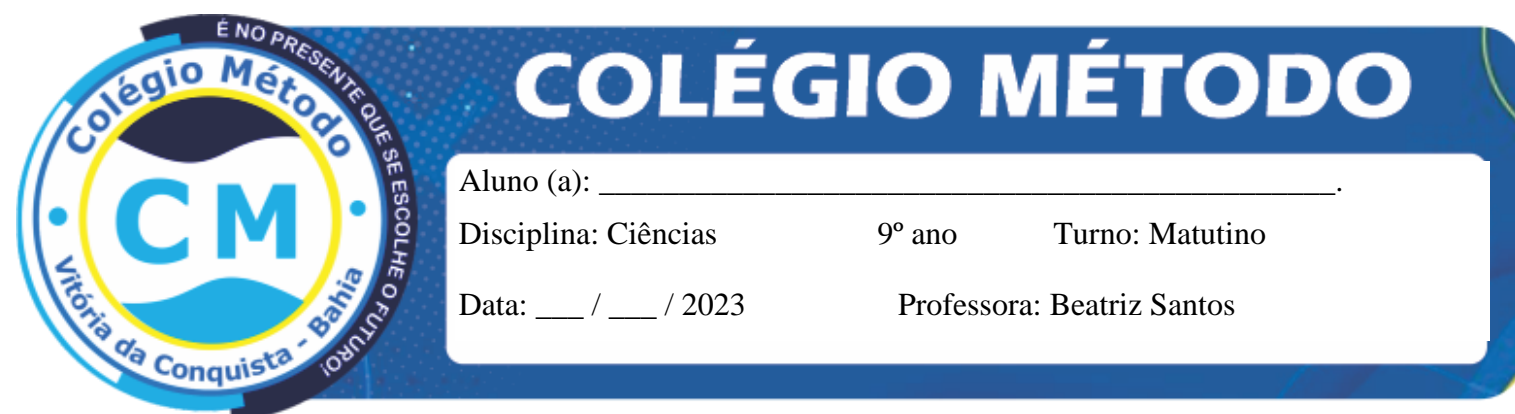 É NO PRESENTE QUE SE ESCOLHE O FUTURO!
Colégio Método
CM
Vitória da Conquista - Bahia
COLÉGIO MÉTODO
Aluno (a): ______________________________________________.
Disciplina: Ciências 9º ano Turno: Matutino
Data: ___ / ___ / 2023 Professora: Beatriz Santos